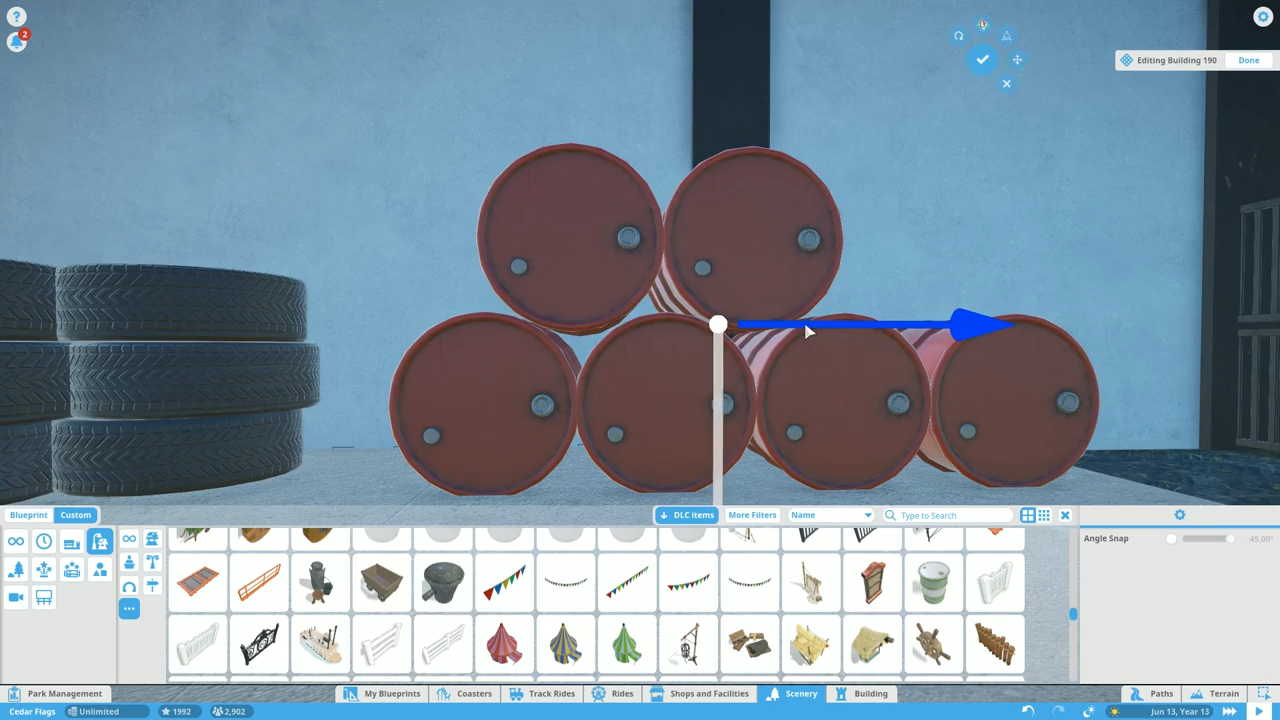 ?
2
Editing Building 190 Done
Blueprint Custom DLC items More Filters Name Type to Search
Angle Snap 45.00°
Park Management My Blueprints Coasters Track Rides Rides Shops and Facilities Scenery Building Paths Terrain
Cedar Flags Unlimited 1992 2,902 Jun 13, Year 13